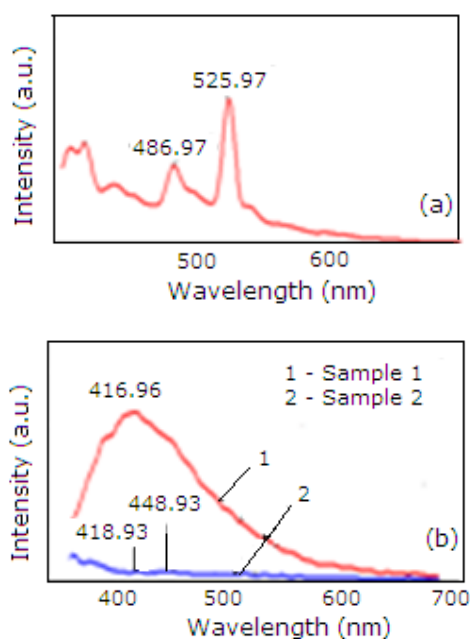 525.97
486.97
Intensity (a.u.)
(a)
500 600
Wavelength (nm)
1 - Sample 1
2 - Sample 2
416.96
Intensity (a.u.)
1
448.93
2
418.93
(b)
400 500 600 700
Wavelength (nm)